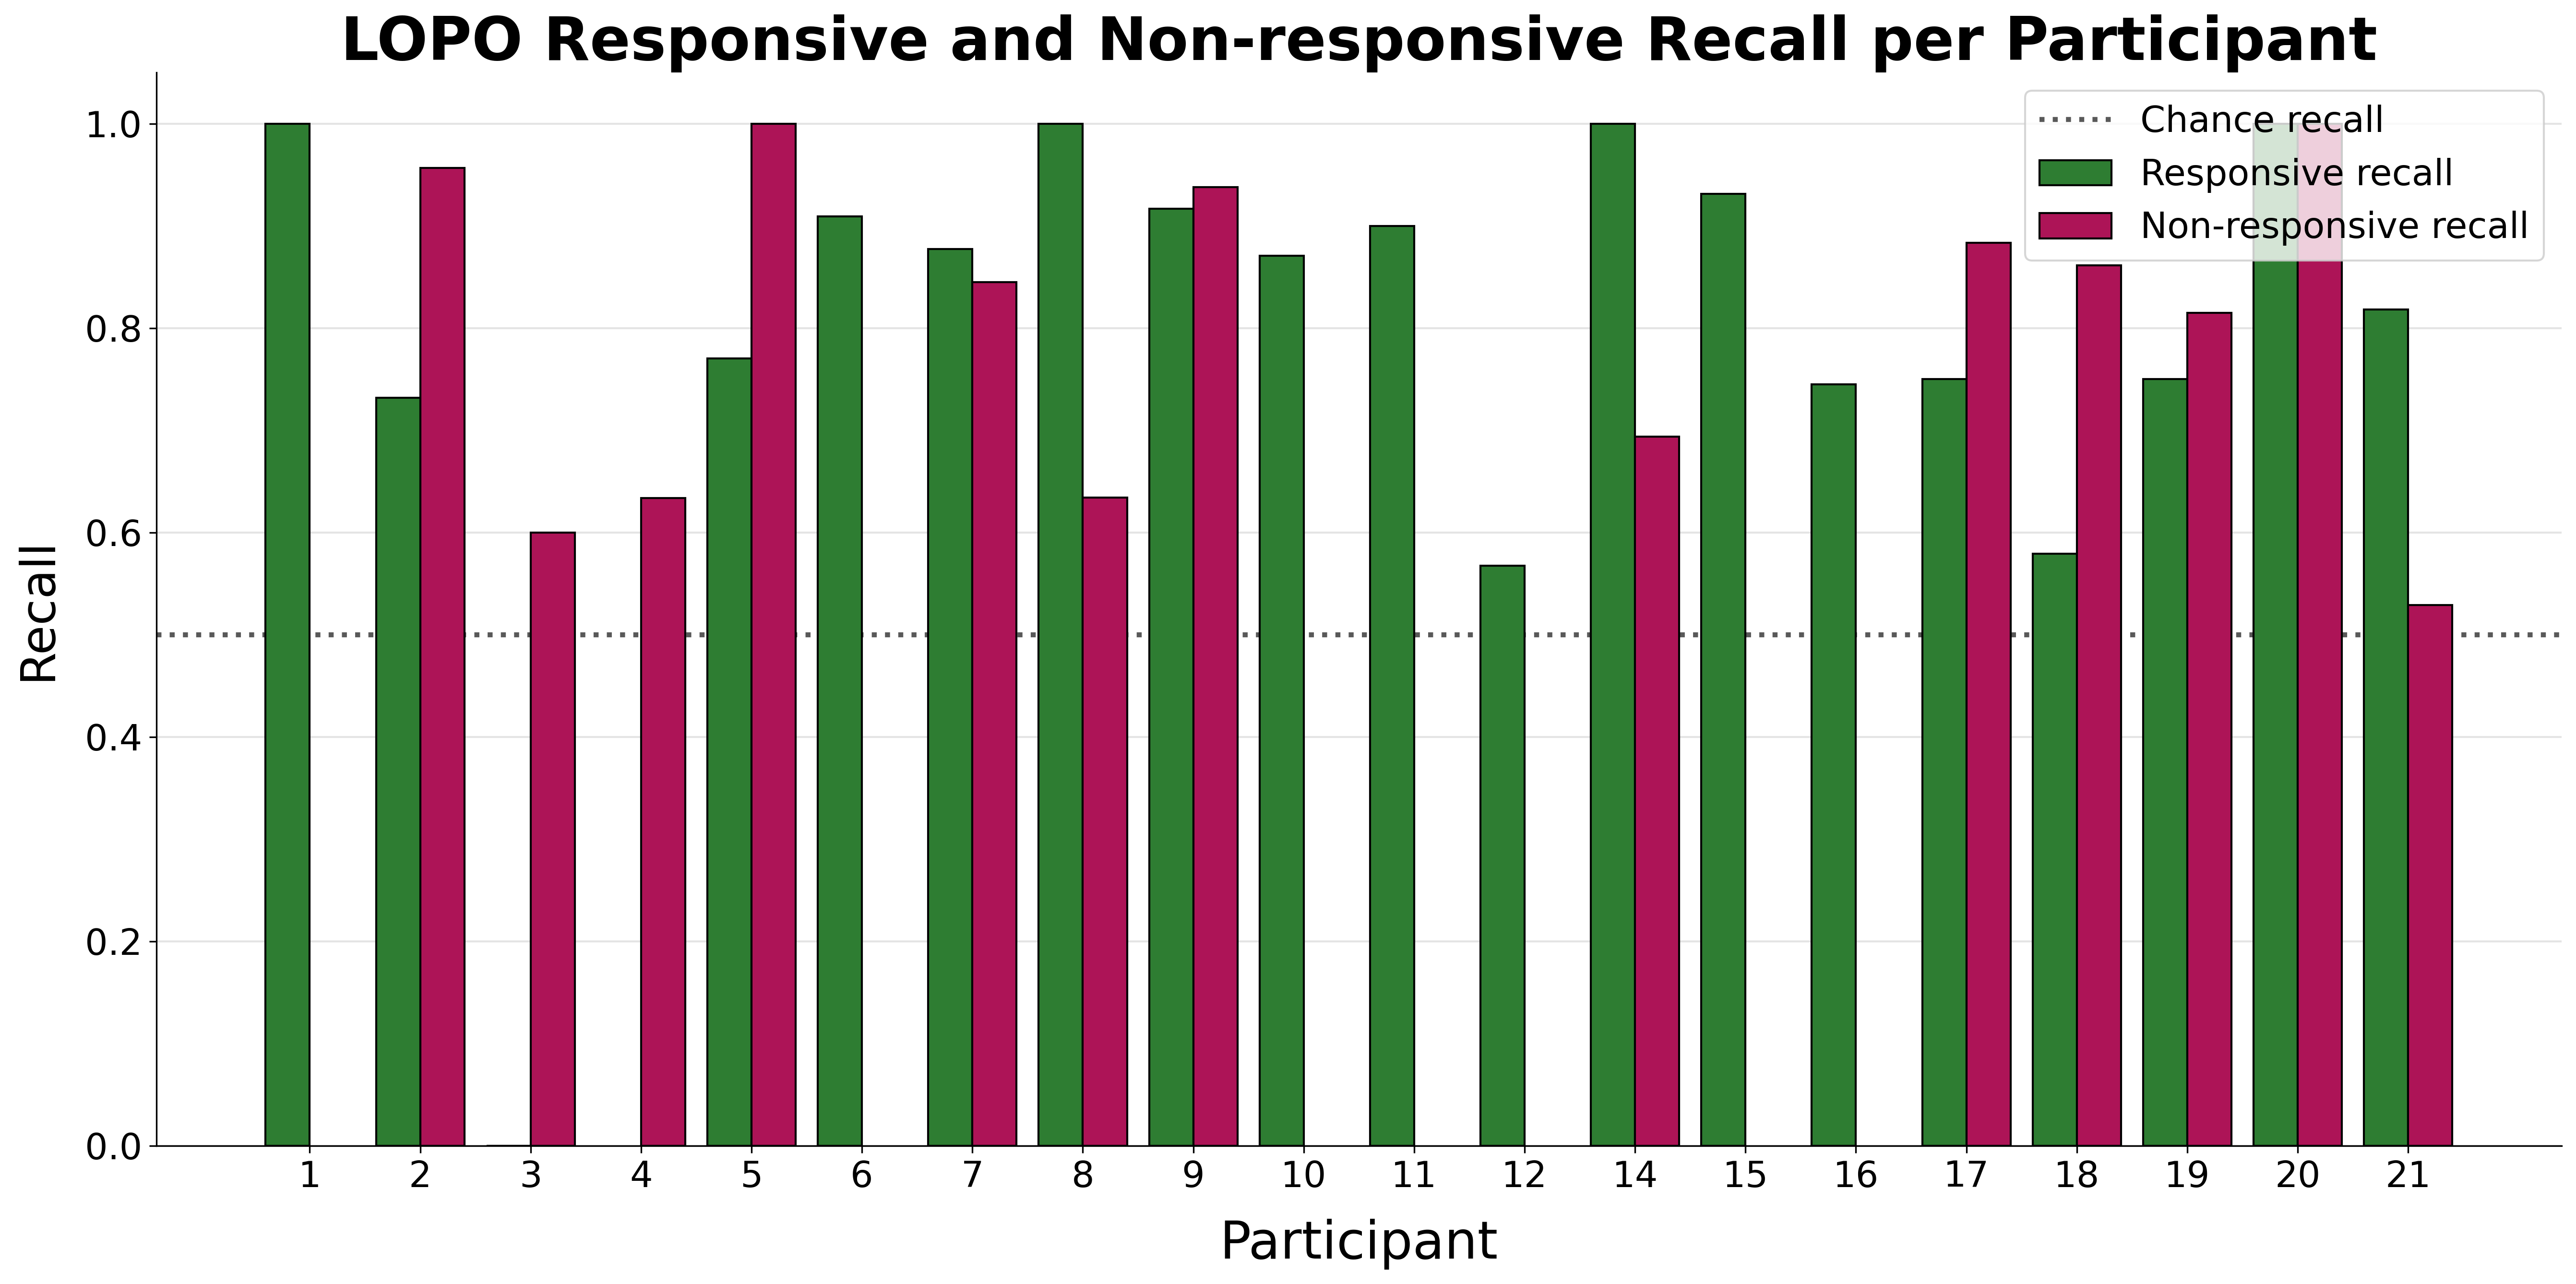 LOPO Responsive and Non-responsive Recall per Participant
Chance recall
Responsive recall
Non-responsive recall
1.0
0.8
0.6
0.4
0.2
0.0
Recall
1 2 3 4 5 6 7 8 9 10 11 12 14 15 16 17 18 19 20 21
Participant